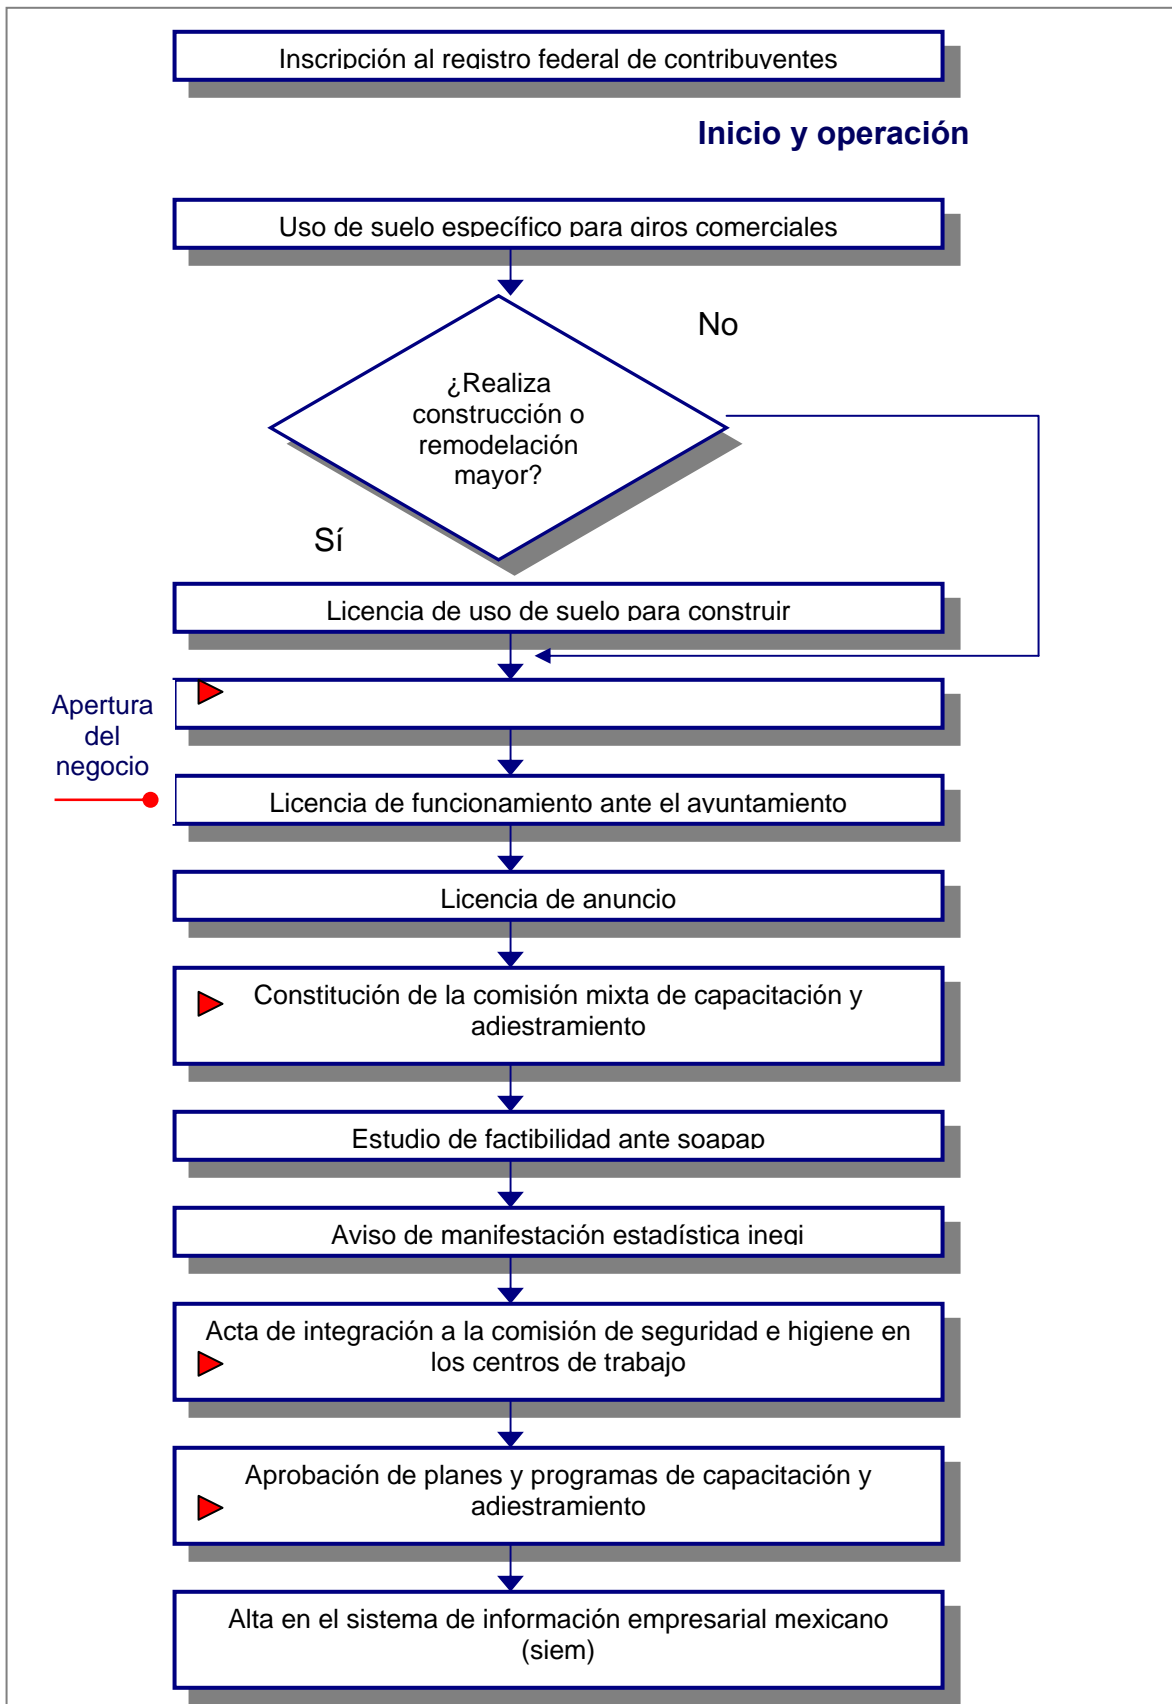 Inscripción al registro federal de contribuyentes
Inicio y operación
Uso de suelo específico para giros comerciales
No
¿Realiza
construcción o
remodelación
mayor?
Sí
Licencia de uso de suelo para construir
Apertura
del
negocio
Licencia de funcionamiento ante el ayuntamiento
Licencia de anuncio
Constitución de la comisión mixta de capacitación y
adiestramiento
Estudio de factibilidad ante soapap
Aviso de manifestación estadística inegi
Acta de integración a la comisión de seguridad e higiene en
los centros de trabajo
Aprobación de planes y programas de capacitación y
adiestramiento
Alta en el sistema de información empresarial mexicano
(siem)